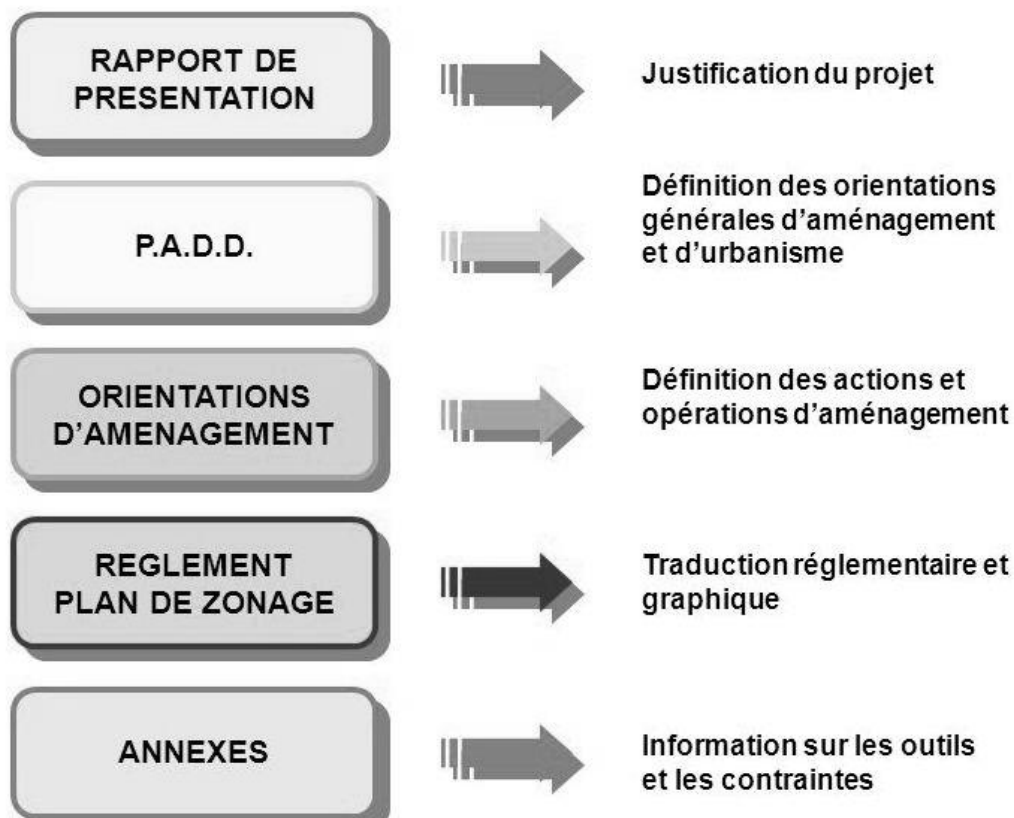 RAPPORT DE
PRESENTATION
Justification du projet
P.A.D.D.
Définition des orientations
générales d'aménagement
et d'urbanisme
ORIENTATIONS
D'AMENAGEMENT
Définition des actions et
opérations d'aménagement
REGLEMENT
PLAN DE ZONAGE
Traduction réglementaire et
graphique
ANNEXES
Information sur les outils
et les contraintes